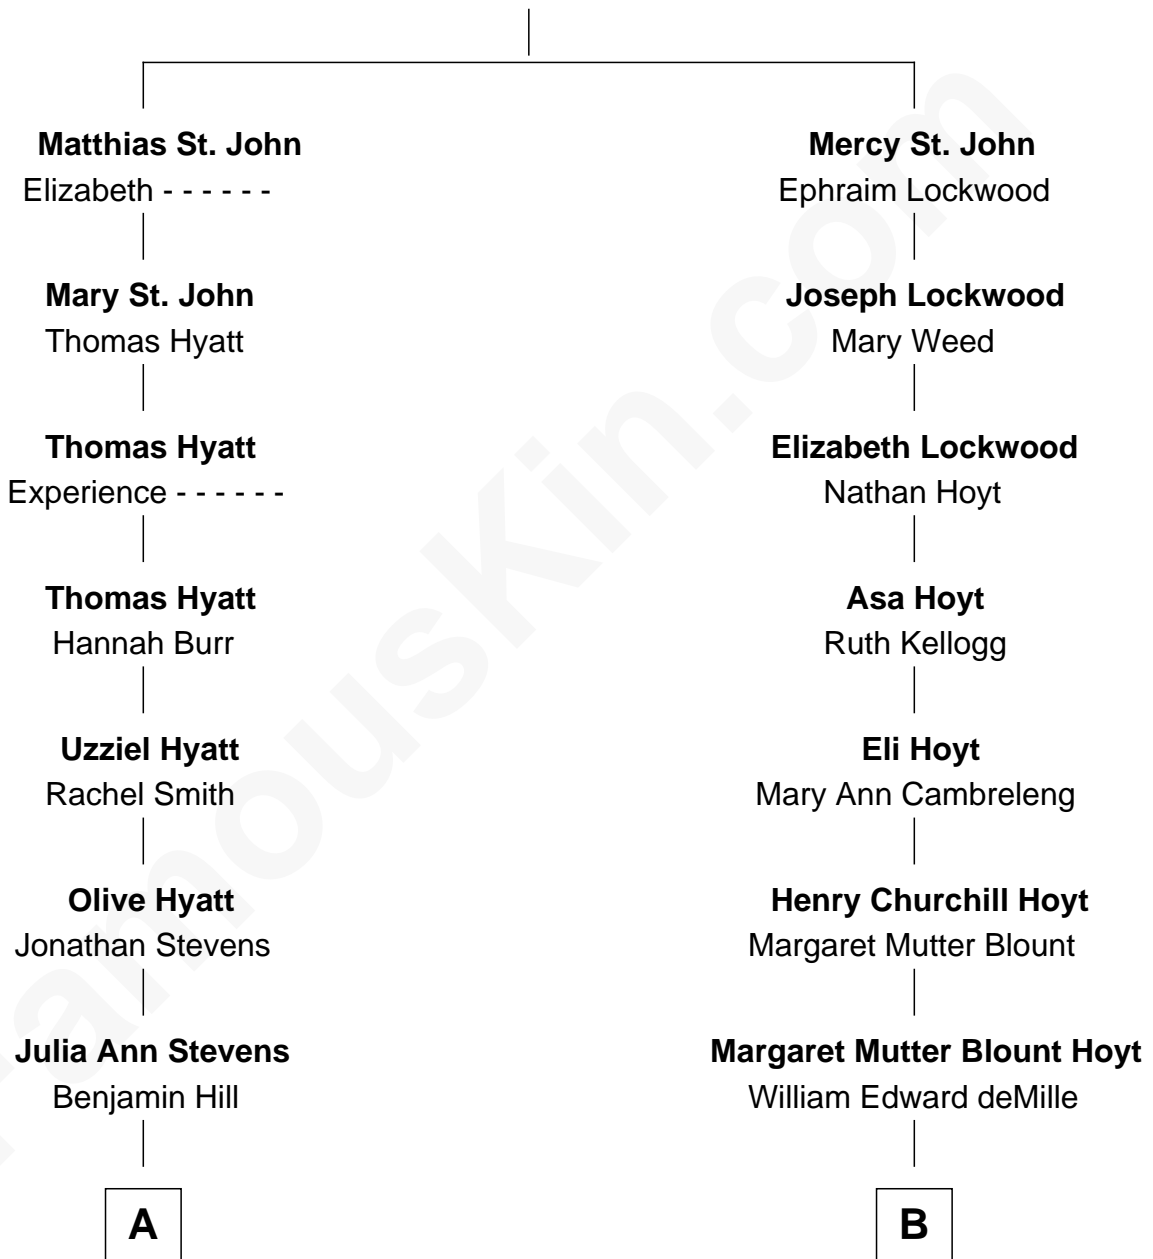 Matthias St. John
Elizabeth - - - - - -
Mary St. John
Thomas Hyatt
Thomas Hyatt
Experience - - - - - -
Thomas Hyatt
Hannah Burr
Uzziel Hyatt
Rachel Smith
Olive Hyatt
Jonathan Stevens
Julia Ann Stevens
Benjamin Hill
A
Mercy St. John
Ephraim Lockwood
Joseph Lockwood
Mary Weed
Elizabeth Lockwood
Nathan Hoyt
Asa Hoyt
Ruth Kellogg
Eli Hoyt
Mary Ann Cambreleng
Henry Churchill Hoyt
Margaret Mutter Blount
Margaret Mutter Blount Hoyt
William Edward deMille
B
FamousKin.com